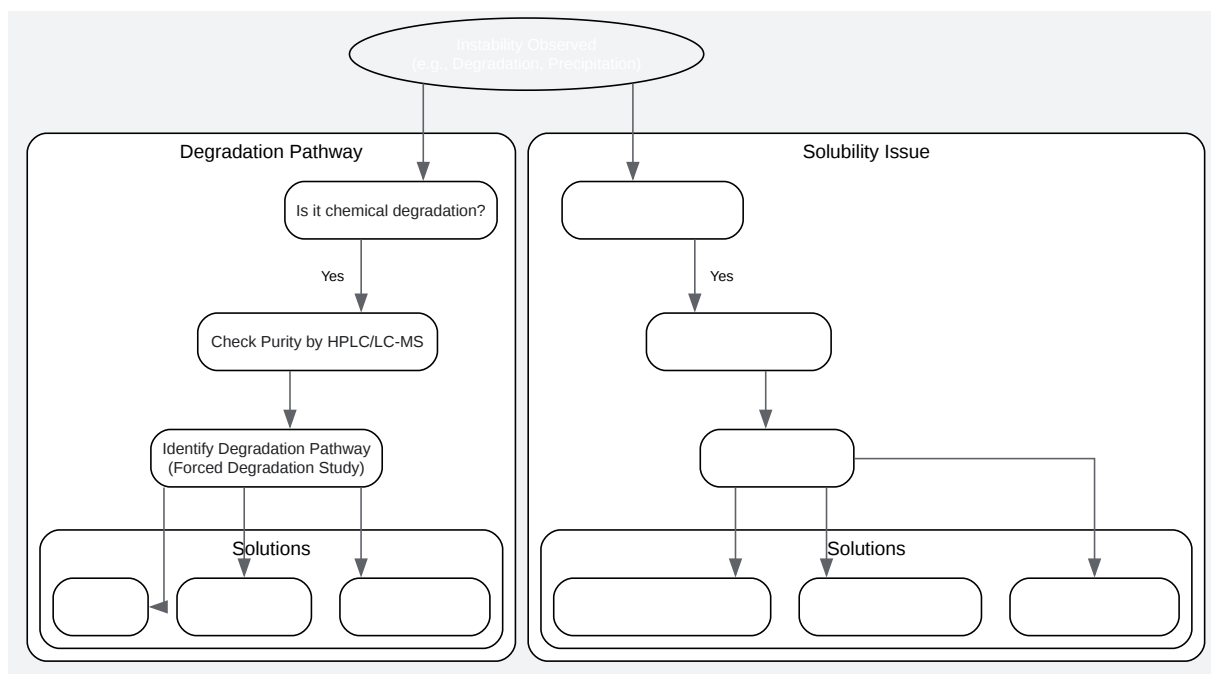 Instability Observed
(e.g., Degradation, Precipitation)
Degradation Pathway
Is it chemical degradation?
Yes
Check Purity by HPLC/LC-MS
Identify Degradation Pathway
(Forced Degradation Study)
Solutions
Solubility Issue
Yes
Solutions